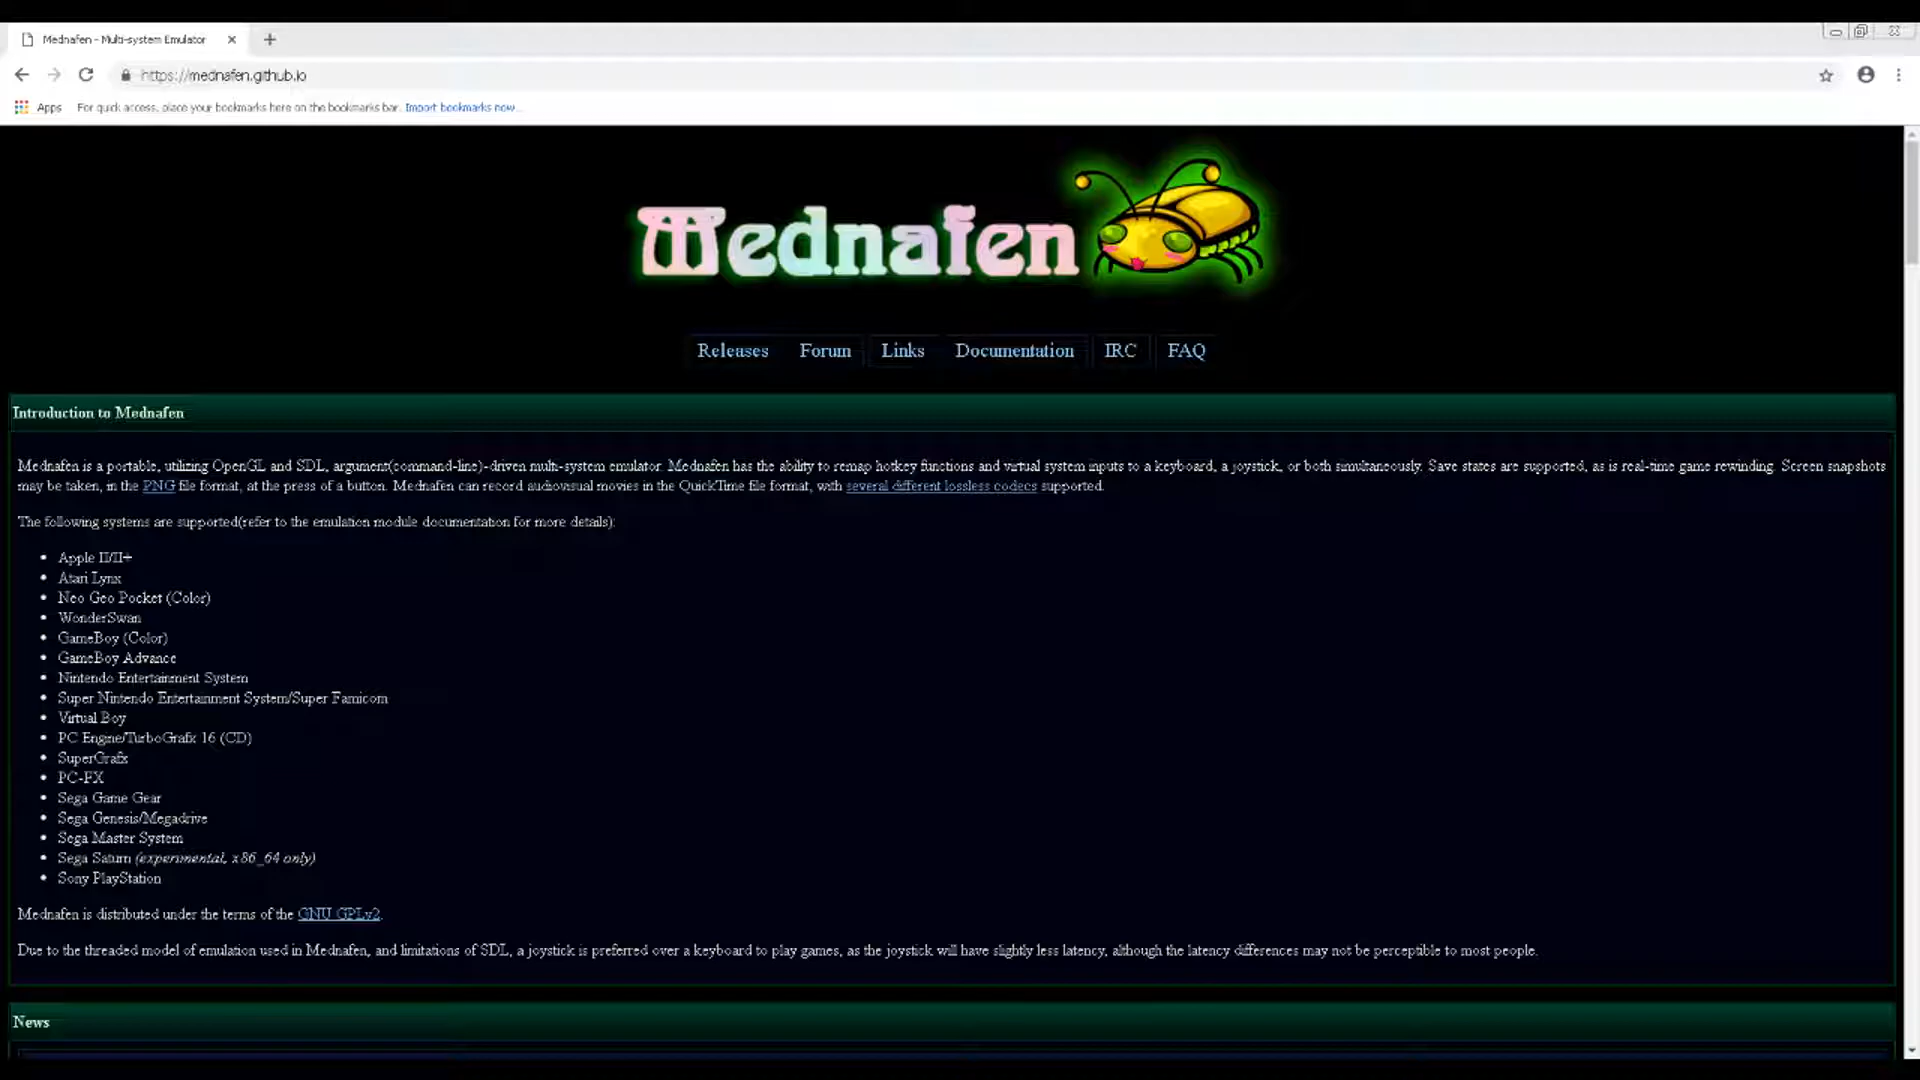 Mednafen - Multi-system Emulator
https://mednafen.github.io
Apps For quick access, place your bookmarks here on the bookmarks bar. Import bookmarks now...
Mednafen
Releases Forum Links Documentation IRC FAQ
Introduction to Mednafen
Mednafen is a portable, utilizing OpenGL and SDL, argument(command-line)-driven multi-system emulator. Mednafen has the ability to remap hotkey functions and virtual system inputs to a keyboard, a joystick, or both simultaneously. Save states are supported, as is real-time game rewinding. Screen snapshots
may be taken, in the PNG file format, at the press of a button. Mednafen can record audiovisual movies in the QuickTime file format, with several different lossless codecs supported.
The following systems are supported(refer to the emulation module documentation for more details):
• Apple II/II+
• Atari Lynx
• Neo Geo Pocket (Color)
• WonderSwan
• GameBoy (Color)
• GameBoy Advance
• Nintendo Entertainment System
• Super Nintendo Entertainment System/Super Famicom
• Virtual Boy
• PC Engine/TurboGrafx 16 (CD)
• SuperGrafx
• PC-FX
• Sega Game Gear
• Sega Genesis/Megadrive
• Sega Master System
• Sega Saturn (experimental, x86_64 only)
• Sony PlayStation
Mednafen is distributed under the terms of the GNU GPLv2.
Due to the threaded model of emulation used in Mednafen, and limitations of SDL, a joystick is preferred over a keyboard to play games, as the joystick will have slightly less latency, although the latency differences may not be perceptible to most people.
News